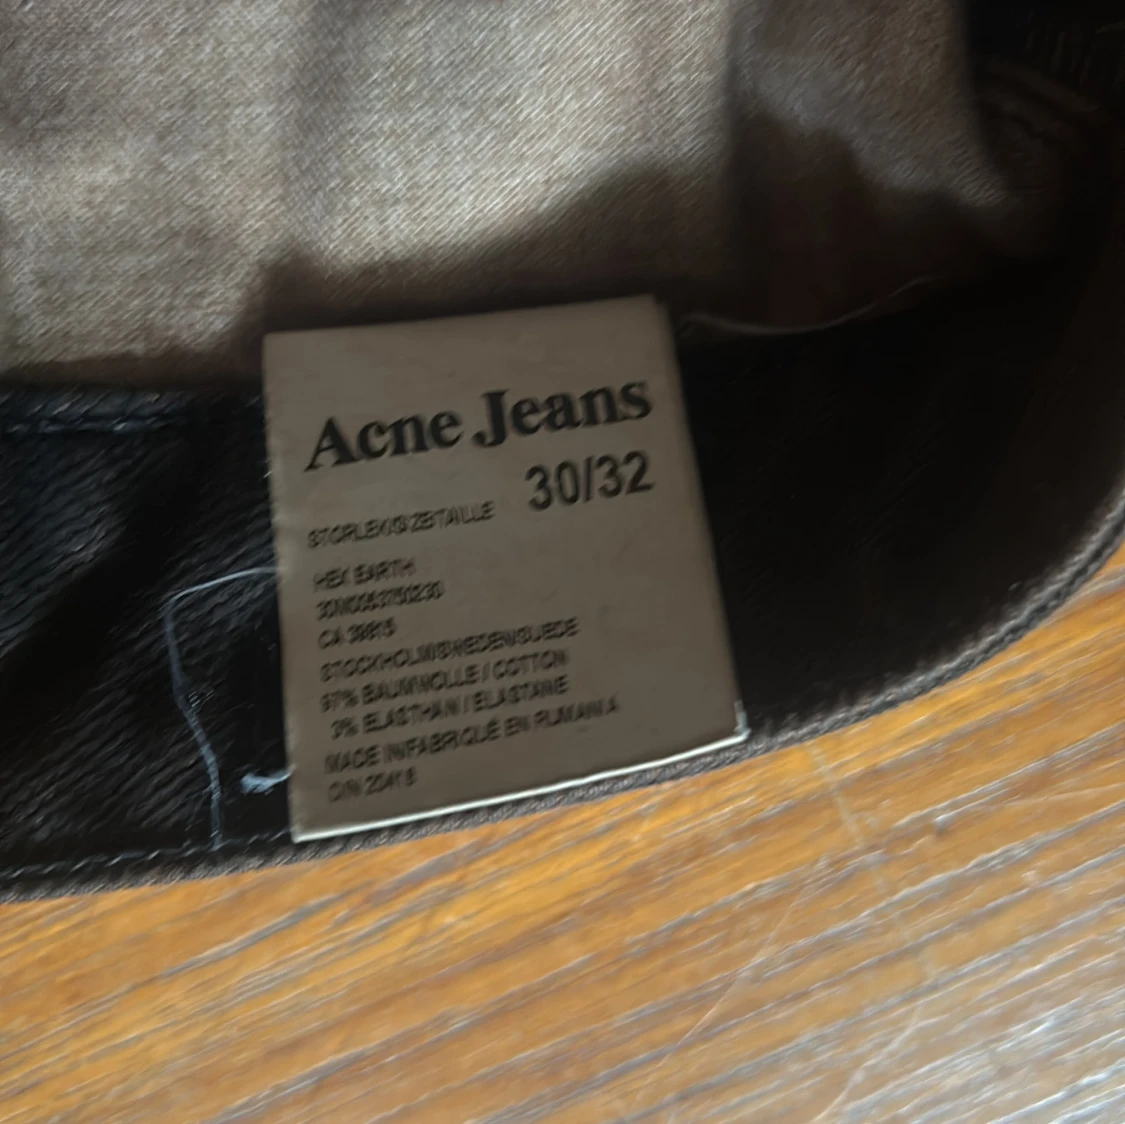 Acne Jeans
STORLEK/SIZE/TAILLE 30/32
HEX EARTH
CA 39815
STOCKHOLM/SWEDEN/SUEDE
97% BAUMWOLLE / COTTON
3% ELASTHAN / ELASTANE
MADE IN/FABRIQUÉ EN RUMANIA